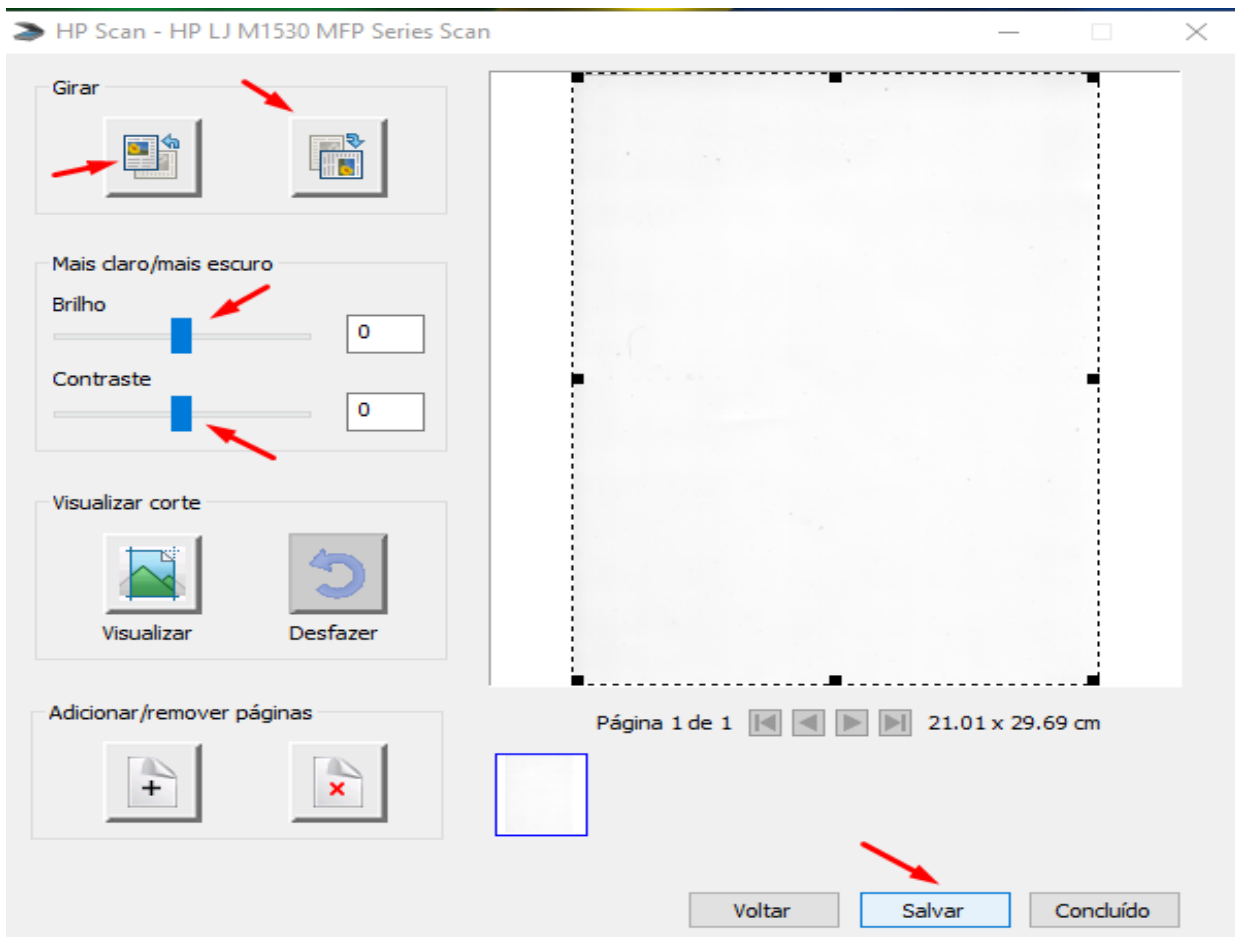 HP Scan - HP LJ M1530 MFP Series Scan
Girar
Mais claro/mais escuro
Brilho
0
Contraste
0
Visualizar corte
Visualizar Desfazer
Adicionar/remover páginas
Página 1 de 1 21.01 x 29.69 cm
Voltar Salvar Concluído